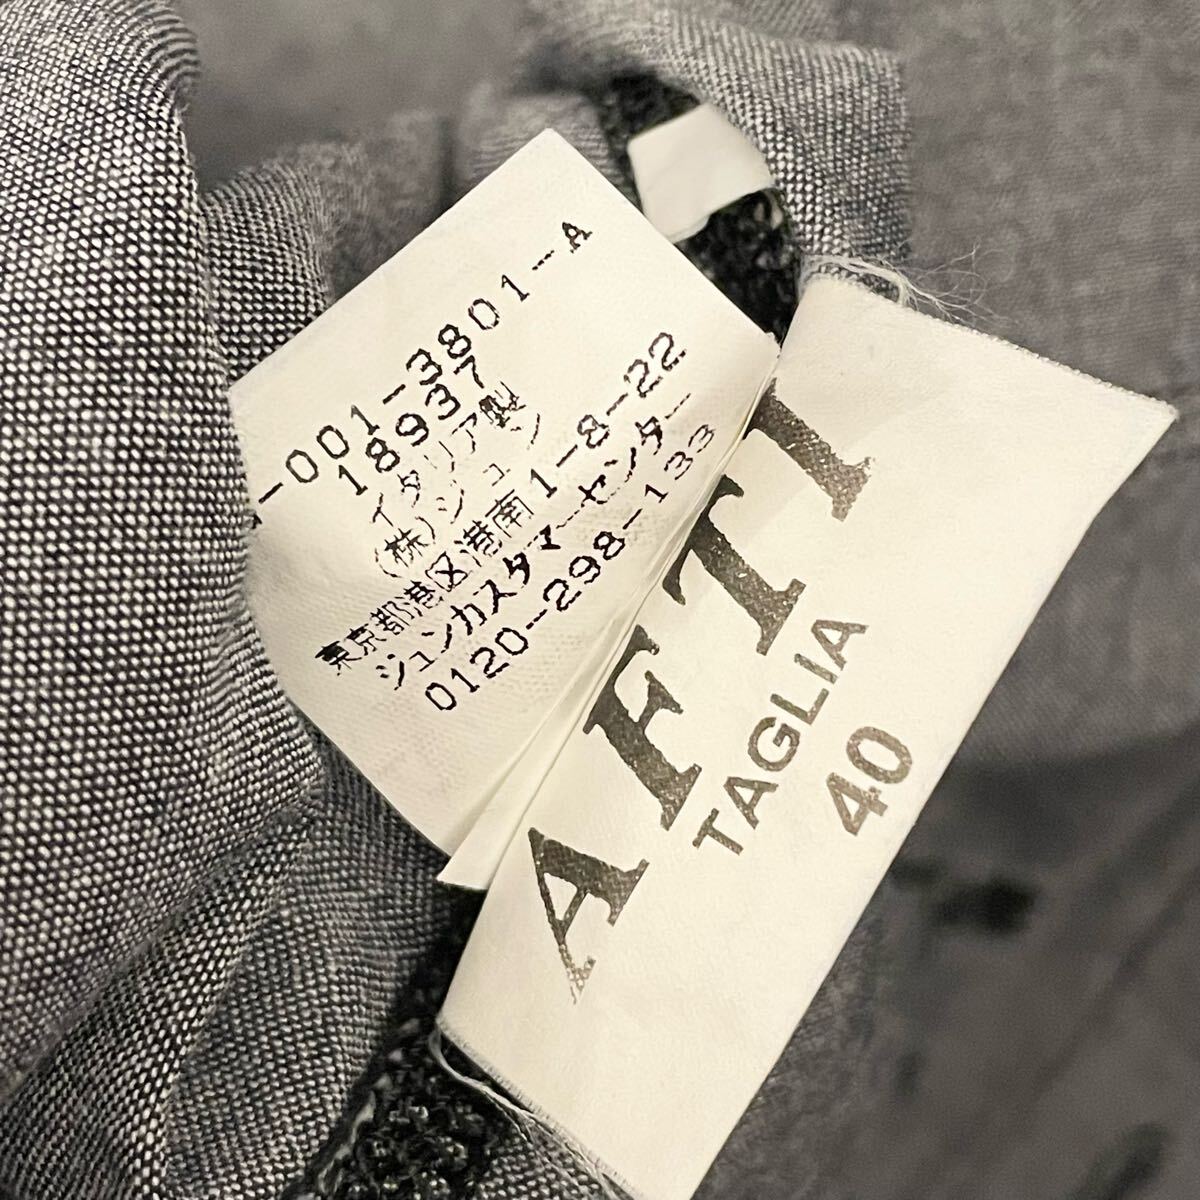 -001-3801-A
18937
イタリア製
(株)ジュン
東京都港区港南1-8-22
ジュンカスタマーセンター
0120-298-133
AFTI
TAGLIA
40